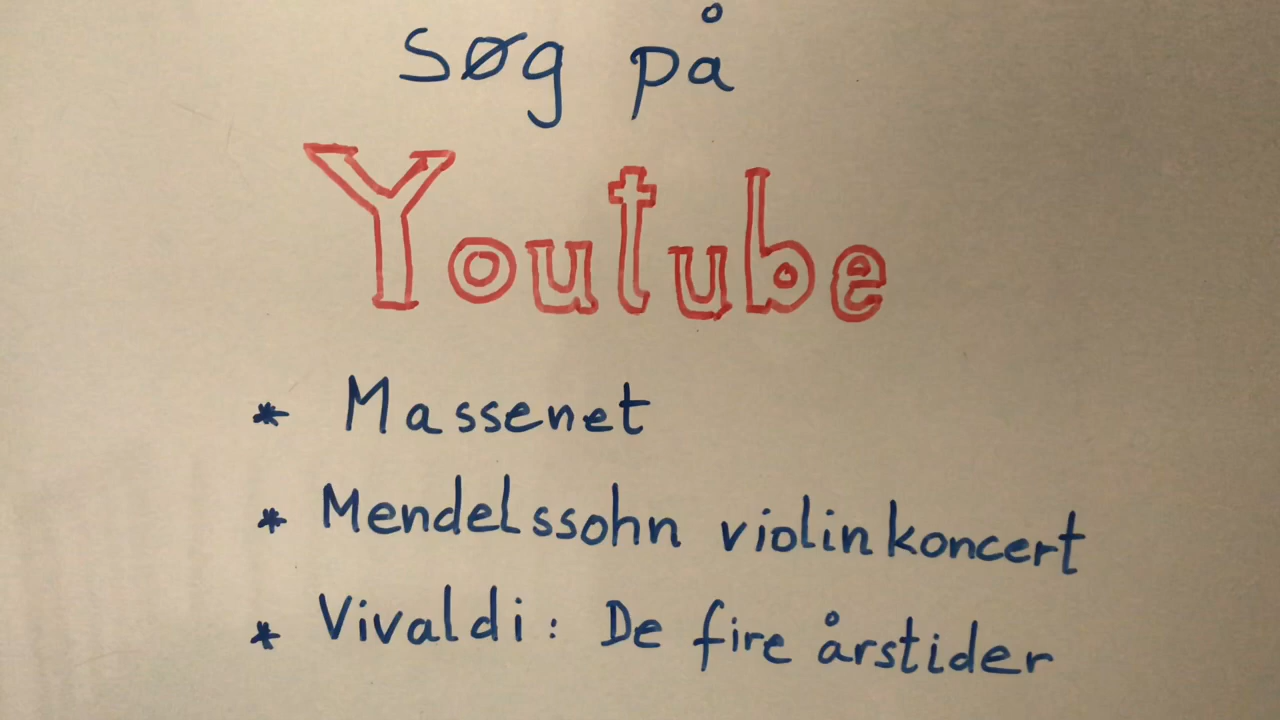 søg på
Youtube
* Massenet
* Mendelssohn violinkoncert
* Vivaldi: De fire årstider